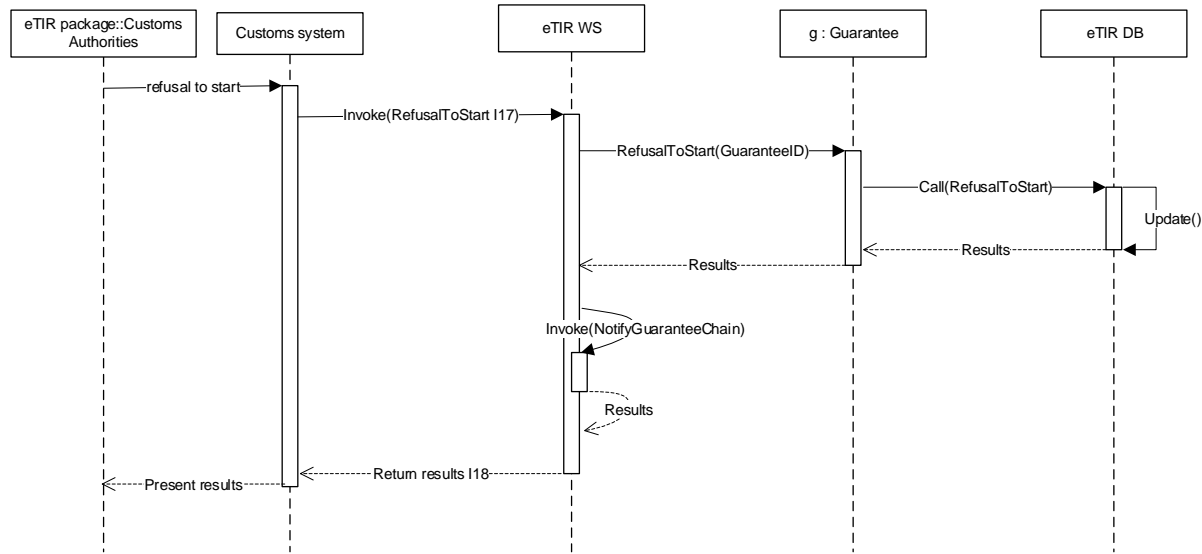 eTIR package::Customs
Authorities
Customs system
eTIR WS
g : Guarantee
eTIR DB
refusal to start
Invoke(RefusalToStart I17)
RefusalToStart(GuaranteeID)
Call(RefusalToStart)
Update()
Results
Results
Invoke(NotifyGuaranteeChain)
Results
Return results I18
Present results